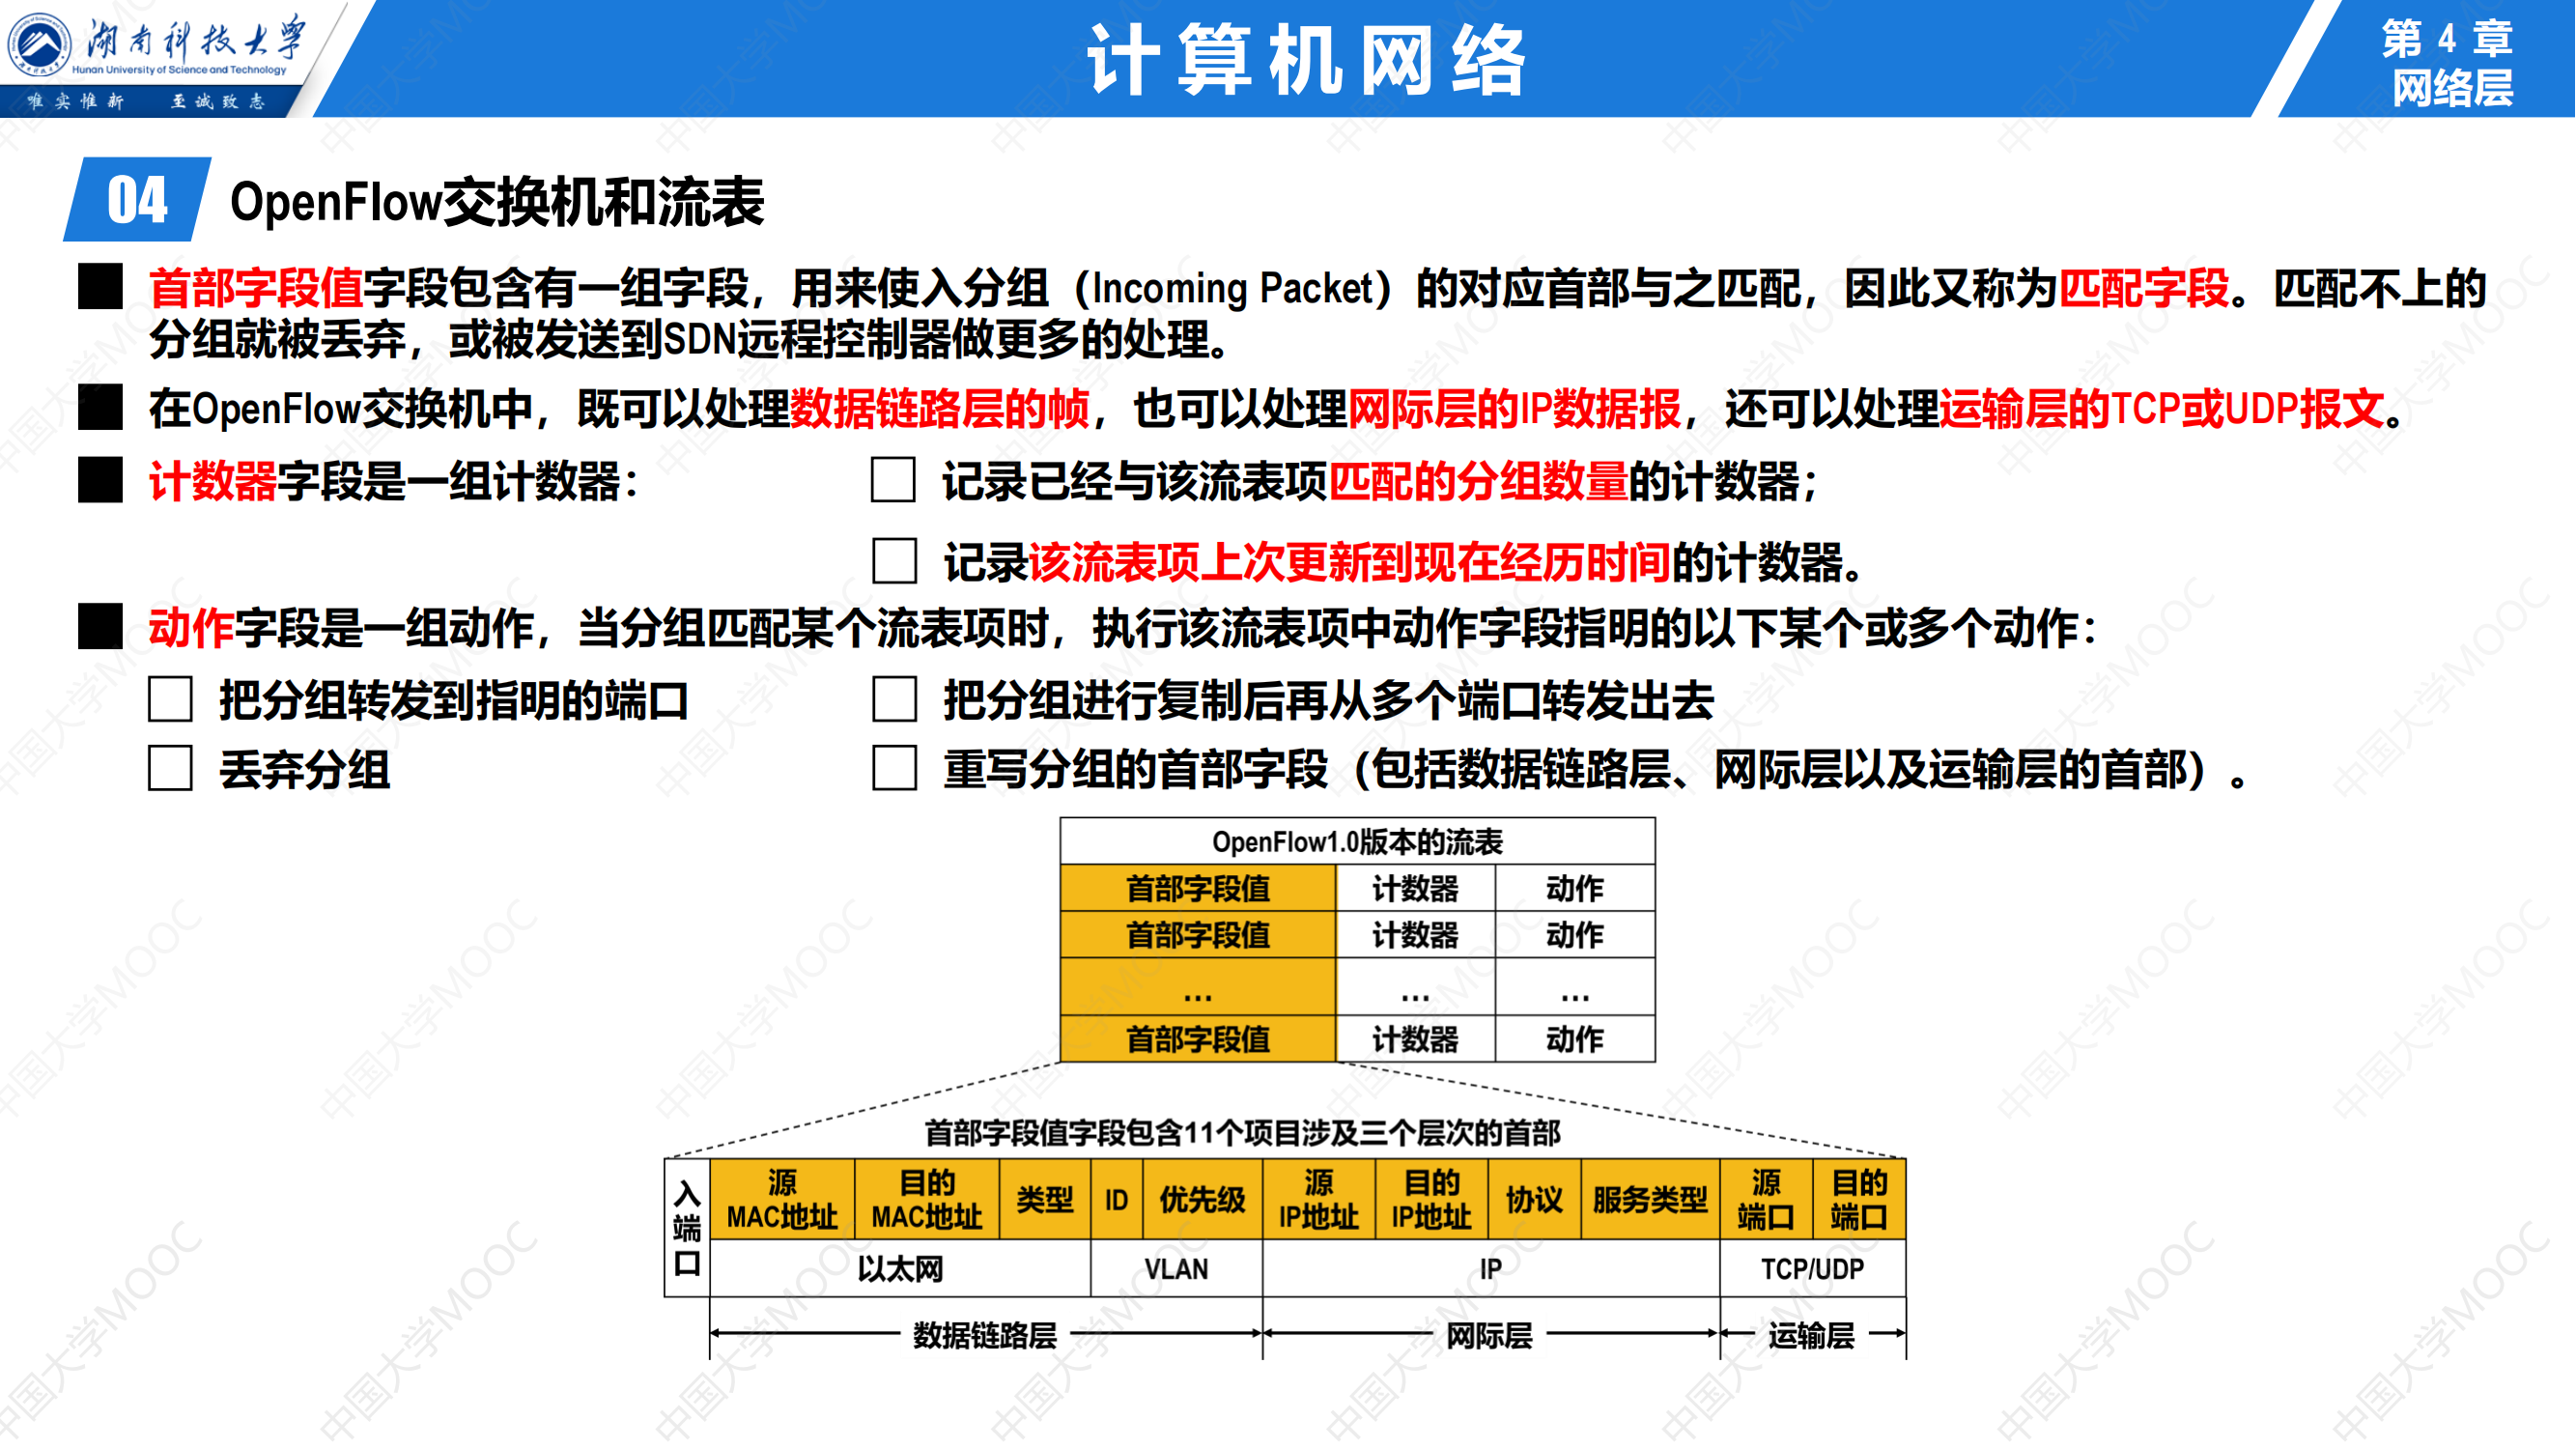 湖南科技大学
Hunan University of Science and Technology
唯实惟新 至诚致志
计算机网络
第 4 章
网络层
04 OpenFlow交换机和流表
首部字段值字段包含有一组字段，用来使入分组（Incoming Packet）的对应首部与之匹配，因此又称为匹配字段。匹配不上的
分组就被丢弃，或被发送到SDN远程控制器做更多的处理。
在OpenFlow交换机中，既可以处理数据链路层的帧，也可以处理网际层的IP数据报，还可以处理运输层的TCP或UDP报文。
计数器字段是一组计数器： 记录已经与该流表项匹配的分组数量的计数器；
记录该流表项上次更新到现在经历时间的计数器。
动作字段是一组动作，当分组匹配某个流表项时，执行该流表项中动作字段指明的以下某个或多个动作：
把分组转发到指明的端口 把分组进行复制后再从多个端口转发出去
丢弃分组 重写分组的首部字段（包括数据链路层、网际层以及运输层的首部）。
OpenFlow1.0版本的流表
首部字段值 计数器 动作
首部字段值 计数器 动作
... ... ...
首部字段值 计数器 动作
首部字段值字段包含11个项目涉及三个层次的首部
入端口
源
MAC地址
目的
MAC地址
类型
ID
优先级
源
IP地址
目的
IP地址
协议
服务类型
源
端口
目的
端口
以太网 VLAN IP TCP/UDP
数据链路层 网际层 运输层
中国大学MOOC